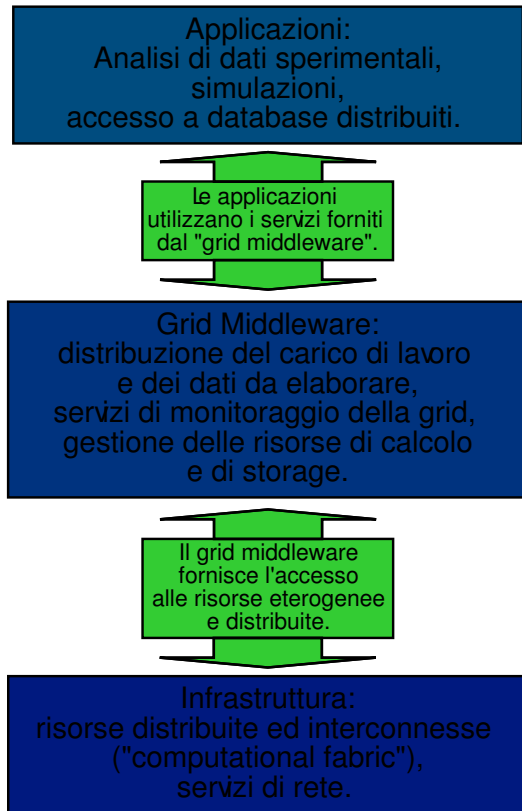 Applicazioni:
Analisi di dati sperimentali,
simulazioni,
accesso a database distribuiti.
Le applicazioni
utilizzano i servizi forniti
dal "grid middleware".
Grid Middleware:
distribuzione del carico di lavoro
e dei dati da elaborare,
servizi di monitoraggio della grid,
gestione delle risorse di calcolo
e di storage.
Il grid middleware
fornisce l'accesso
alle risorse eterogenee
e distribuite.
Infrastruttura:
risorse distribuite ed interconnesse
("computational fabric"),
servizi di rete.